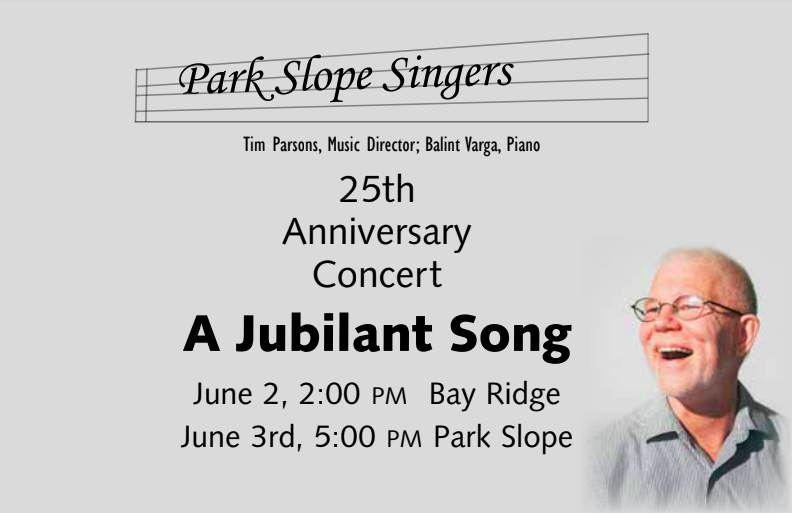 Park Slope Singers
Tim Parsons, Music Director; Balint Varga, Piano
25th
Anniversary
Concert
A Jubilant Song
June 2, 2:00 PM Bay Ridge
June 3rd, 5:00 PM Park Slope